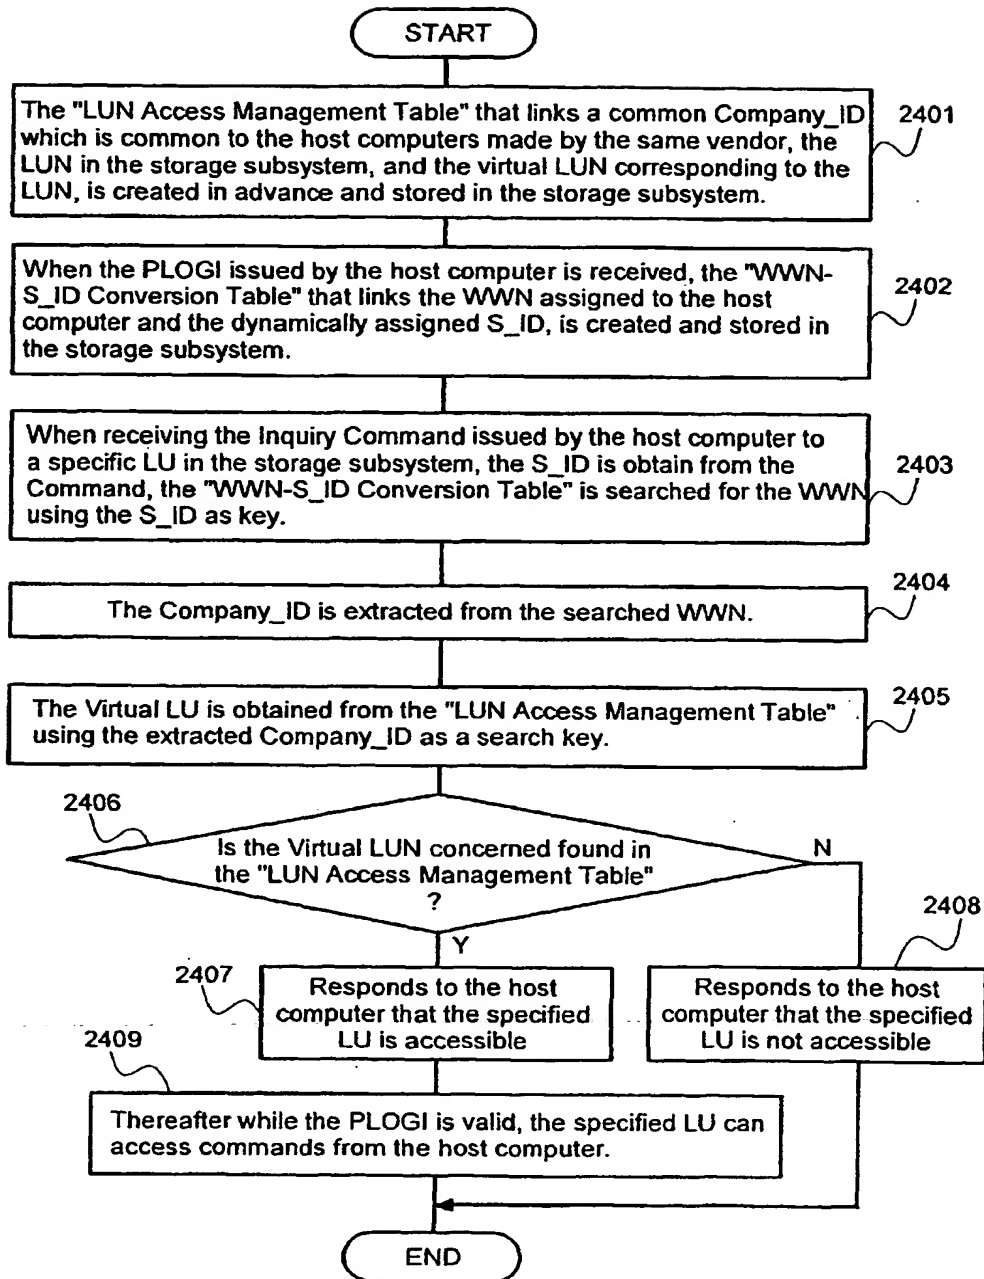 START
The "LUN Access Management Table" that links a common Company_ID
which is common to the host computers made by the same vendor, the
LUN in the storage subsystem, and the virtual LUN corresponding to the
LUN, is created in advance and stored in the storage subsystem.
2401
When the PLOGI issued by the host computer is received, the "WWN-
S_ID Conversion Table" that links the WWN assigned to the host
computer and the dynamically assigned S_ID, is created and stored in
the storage subsystem.
2402
When receiving the Inquiry Command issued by the host computer to
a specific LU in the storage subsystem, the S_ID is obtain from the
Command, the "WWN-S_ID Conversion Table" is searched for the WWN
using the S_ID as key.
2403
The Company_ID is extracted from the searched WWN.
2404
The Virtual LU is obtained from the "LUN Access Management Table"
using the extracted Company_ID as a search key.
2405
2406
Is the Virtual LUN concerned found in
the "LUN Access Management Table"
?
N
Y
2407
Responds to the host
computer that the specified
LU is accessible
2408
Responds to the host
computer that the specified
LU is not accessible
2409
Thereafter while the PLOGI is valid, the specified LU can
access commands from the host computer.
END